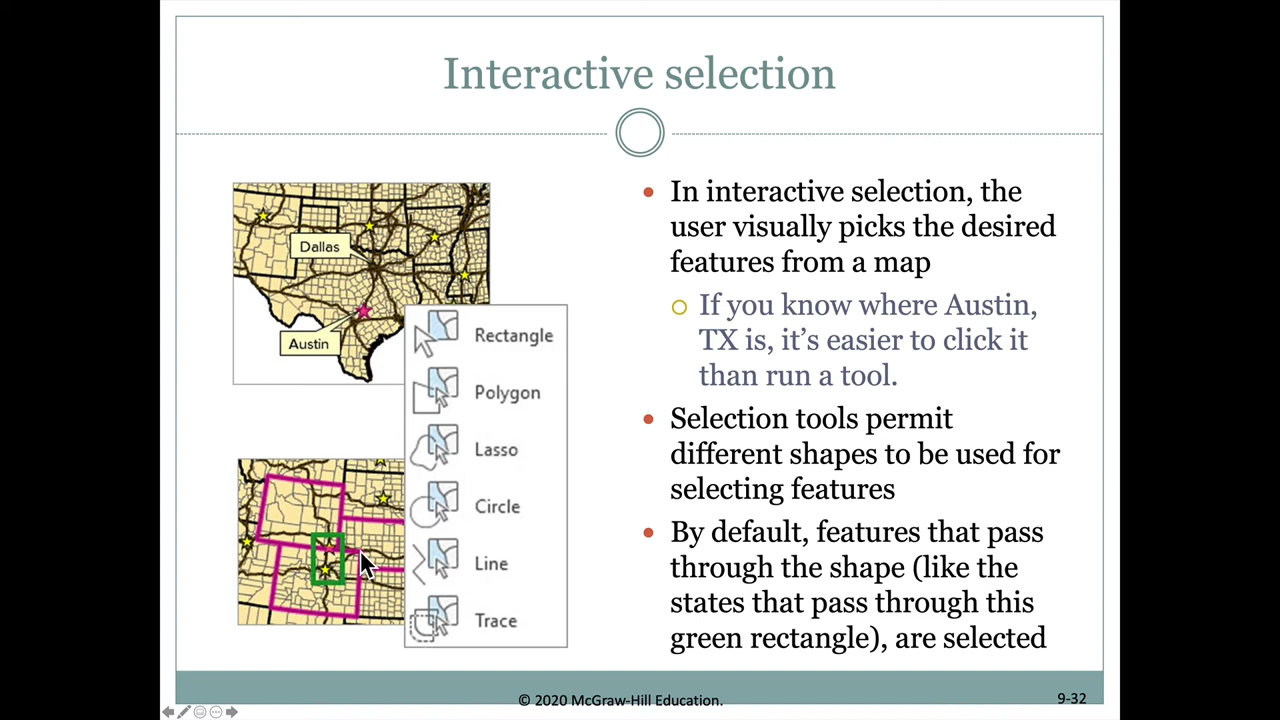 Interactive selection
Dallas
Austin
Rectangle
Polygon
Lasso
Circle
Line
Trace
In interactive selection, the
user visually picks the desired
features from a map
If you know where Austin,
TX is, it’s easier to click it
than run a tool.
Selection tools permit
different shapes to be used for
selecting features
By default, features that pass
through the shape (like the
states that pass through this
green rectangle), are selected
© 2020 McGraw-Hill Education.
9-32